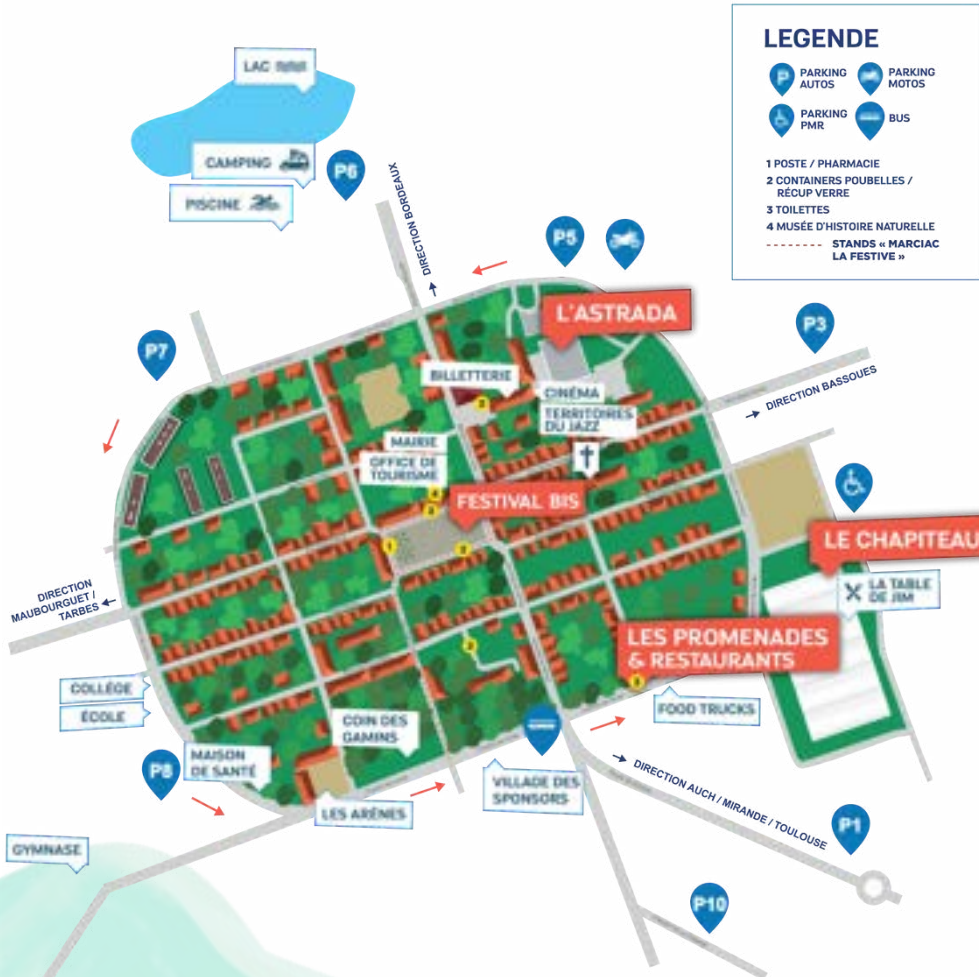 LEGENDE
PARKING
AUTOS
PARKING
MOTOS
PARKING
PMR
BUS
1 POSTE / PHARMACIE
2 CONTAINERS POUBELLES /
RÉCUP VERRE
3 TOILETTES
4 MUSÉE D'HISTOIRE NATURELLE
STANDS « MARCIAC
LA FESTIVE »
LAC
CAMPING
P6
PISCINE
DIRECTION BORDEAUX
P5
L'ASTRADA
P3
DIRECTION BASSOUES
P7
BILLETTERIE
CINÉMA
TERRITOIRES
DU JAZZ
MAIRIE
OFFICE DE
TOURISME
4
FESTIVAL BIS
1
LE CHAPITEAU
LA TABLE
DE JIM
DIRECTION
MAUBOURGUET /
TARBES
LES PROMENADES
& RESTAURANTS
COLLÈGE
ÉCOLE
FOOD TRUCKS
COIN DES
GAMINS
MAISON
DE SANTÉ
P8
LES ARÈNES
VILLAGE DES
SPONSORS
DIRECTION AUCH / MIRANDE / TOULOUSE
P1
GYMNASE
P10